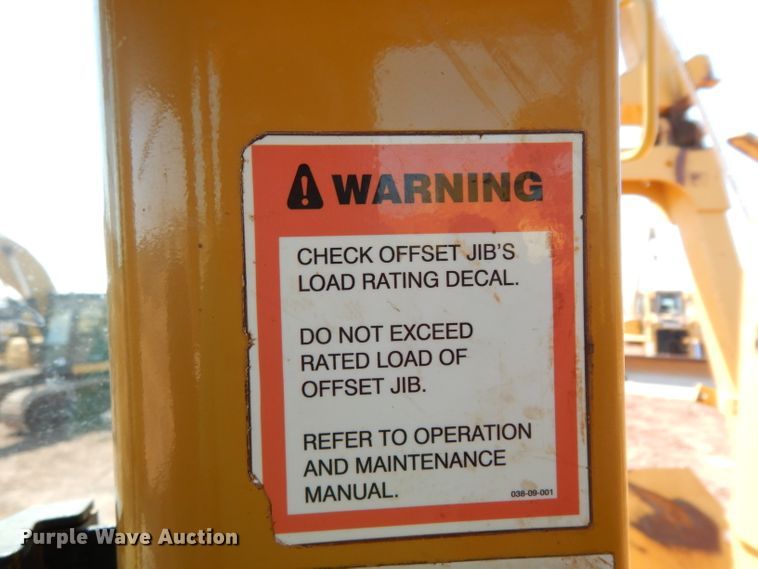 WARNING
CHECK OFFSET JIB'S
LOAD RATING DECAL.
DO NOT EXCEED
RATED LOAD OF
OFFSET JIB.
REFER TO OPERATION
AND MAINTENANCE
MANUAL.
038-09-001
Purple Wave Auction